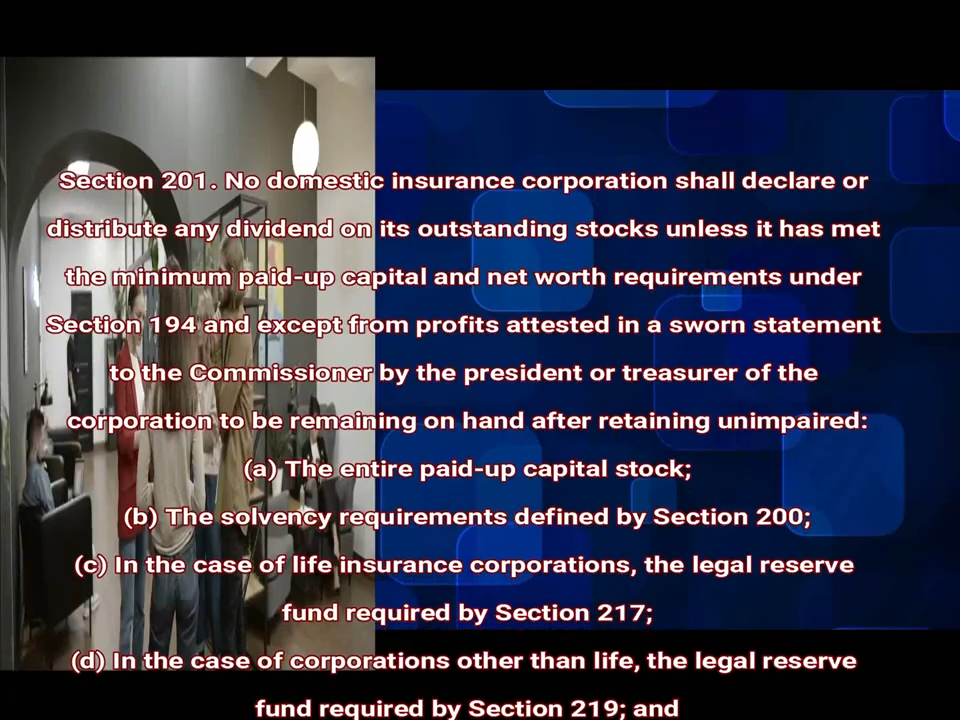 Section 201. No domestic insurance corporation shall declare or
distribute any dividend on its outstanding stocks unless it has met
the minimum paid-up capital and net worth requirements under
Section 194 and except from profits attested in a sworn statement
to the Commissioner by the president or treasurer of the
corporation to be remaining on hand after retaining unimpaired:
(a) The entire paid-up capital stock;
(b) The solvency requirements defined by Section 200;
(c) In the case of life insurance corporations, the legal reserve
fund required by Section 217;
(d) In the case of corporations other than life, the legal reserve
fund required by Section 219; and